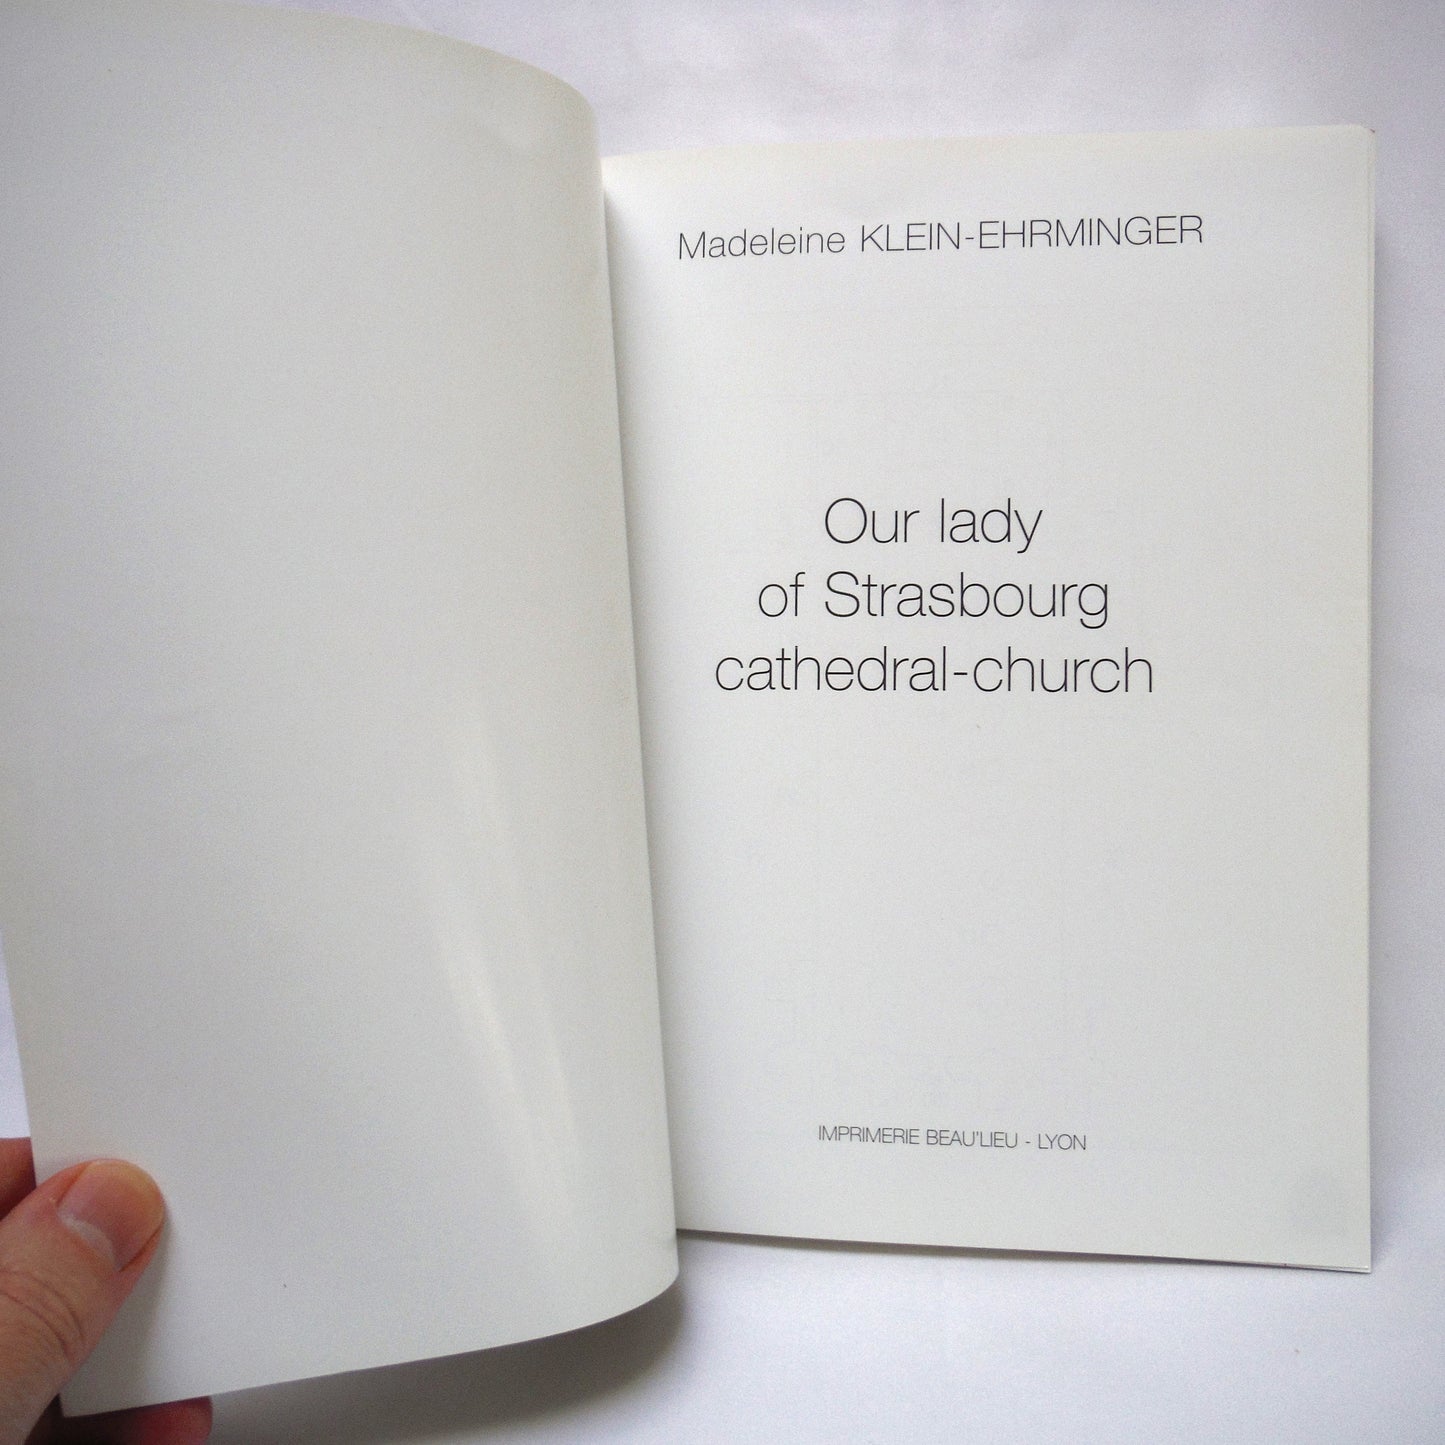 Madeleine KLEIN-EHRMINGER
Our lady
of Strasbourg
cathedral-church
IMPRIMERIE BEAU'LIEU - LYON